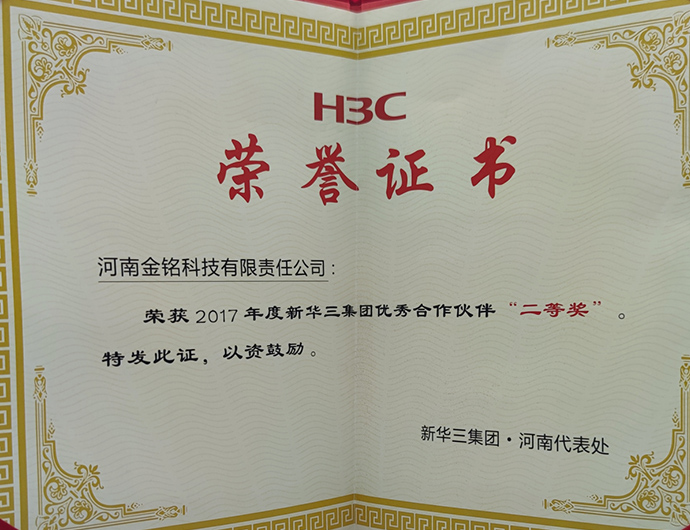 H3C
荣誉证书
河南金铭科技有限责任公司：
荣获2017年度新华三集团优秀合作伙伴“二等奖”。
特发此证，以资鼓励。
新华三集团·河南代表处